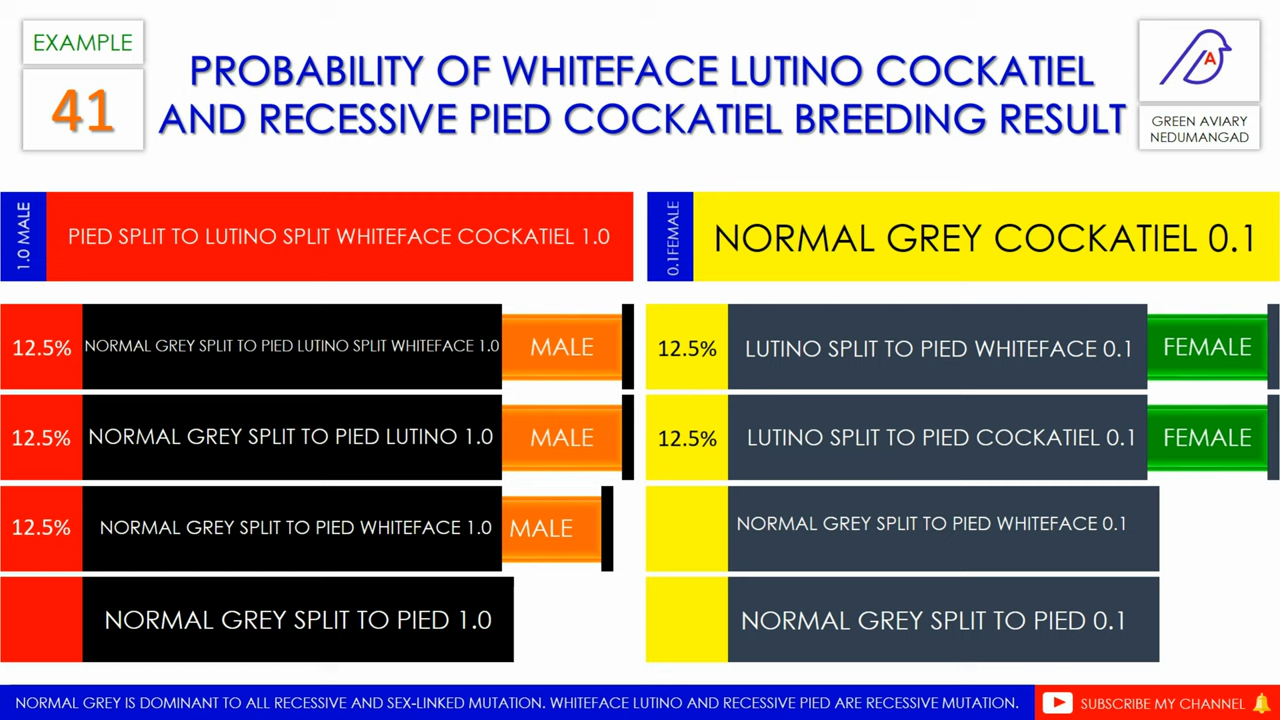 EXAMPLE
41
PROBABILITY OF WHITEFACE LUTINO COCKATIEL
AND RECESSIVE PIED COCKATIEL BREEDING RESULT
A
GREEN AVIARY
NEDUMANGAD
1.0 MALE
PIED SPLIT TO LUTINO SPLIT WHITEFACE COCKATIEL 1.0
0.1FEMALE
NORMAL GREY COCKATIEL 0.1
12.5%
NORMAL GREY SPLIT TO PIED LUTINO SPLIT WHITEFACE 1.0
MALE
12.5%
LUTINO SPLIT TO PIED WHITEFACE 0.1
FEMALE
12.5%
NORMAL GREY SPLIT TO PIED LUTINO 1.0
MALE
12.5%
LUTINO SPLIT TO PIED COCKATIEL 0.1
FEMALE
12.5%
NORMAL GREY SPLIT TO PIED WHITEFACE 1.0
MALE
NORMAL GREY SPLIT TO PIED WHITEFACE 0.1
NORMAL GREY SPLIT TO PIED 1.0
NORMAL GREY SPLIT TO PIED 0.1
NORMAL GREY IS DOMINANT TO ALL RECESSIVE AND SEX-LINKED MUTATION. WHITEFACE LUTINO AND RECESSIVE PIED ARE RECESSIVE MUTATION.
SUBSCRIBE MY CHANNEL